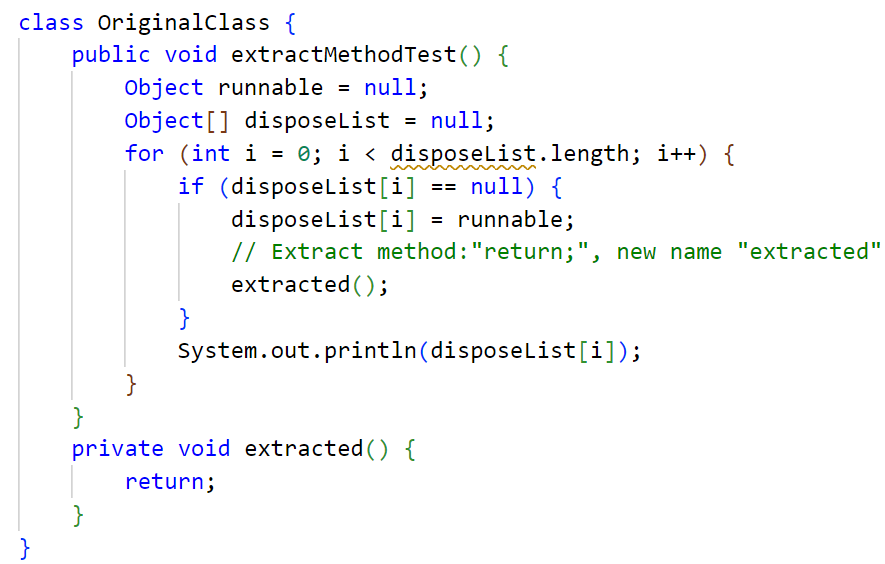 class OriginalClass {
    public void extractMethodTest() {
        Object runnable = null;
        Object[] disposeList = null;
        for (int i = 0; i < disposeList.length; i++) {
            if (disposeList[i] == null) {
                disposeList[i] = runnable;
                // Extract method:"return;", new name "extracted"
                extracted();
            }
            System.out.println(disposeList[i]);
        }
    }
    private void extracted() {
        return;
    }
}